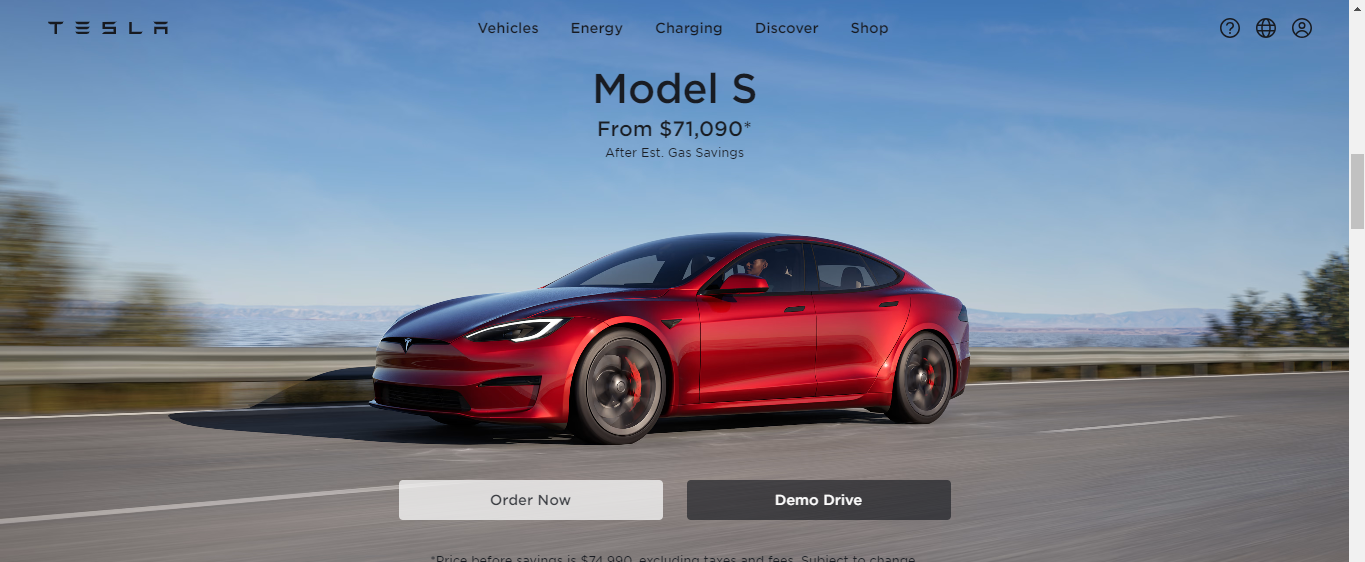 TESLA
Vehicles Energy Charging Discover Shop
?
Model S
From $71,090*
After Est. Gas Savings
Order Now Demo Drive
*Price before savings is $74,990, excluding taxes and fees. Subject to change.